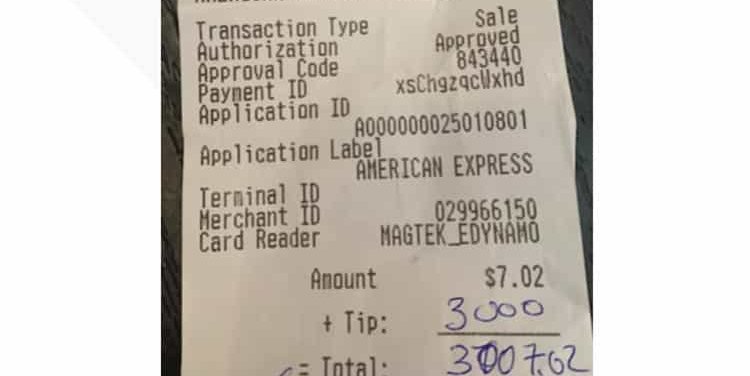 Transaction Type Sale
Authorization Approved
Approval Code 843440
Payment ID xsChgzqcWxhd
Application ID
A000000025010801
Application Label
AMERICAN EXPRESS
Terminal ID
Merchant ID 029966150
Card Reader MAGTEK_EDYNAMO
Amount $7.02
+ Tip: 3000
= Total: 3007.02